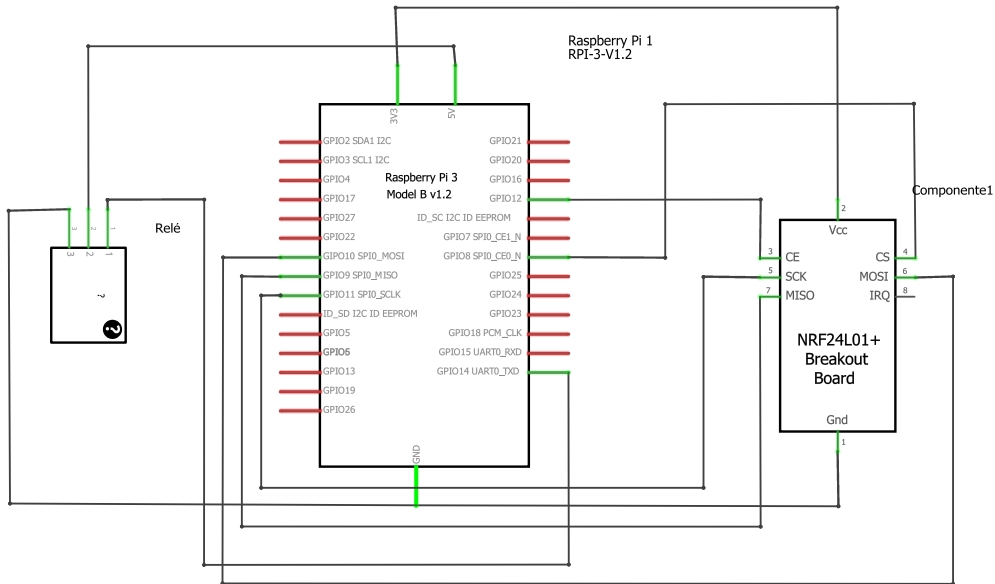 Raspberry Pi 1
RPI-3-V1.2
3V3
5V
Raspberry Pi 3
Model B v1.2
GPIO2 SDA1 I2C
GPIO3 SCL1 I2C
GPIO4
GPIO17
GPIO27
GPIO22
GIPO10 SPI0_MOSI
GPIO9 SPI0_MISO
GPIO11 SPI0_SCLK
ID_SD I2C ID EEPROM
GPIO5
GPIO6
GPIO13
GPIO19
GPIO26
GPIO21
GPIO20
GPIO16
GPIO12
ID_SC I2C ID EEPROM
GPIO7 SPI0_CE1_N
GPIO8 SPI0_CE0_N
GPIO25
GPIO24
GPIO23
GPIO18 PCM_CLK
GPIO15 UART0_RXD
GPIO14 UART0_TXD
GND
Relé
3
2
1
3
2
1
?
?
Componente1
2
Vcc
3
CE
5
SCK
7
MISO
CS
4
MOSI
6
IRQ
8
NRF24L01+
Breakout
Board
Gnd
1